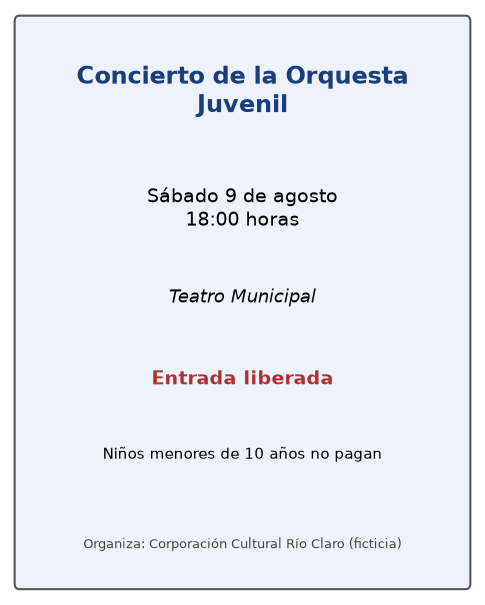 Concierto de la Orquesta
Juvenil
Sábado 9 de agosto
18:00 horas
Teatro Municipal
Entrada liberada
Niños menores de 10 años no pagan
Organiza: Corporación Cultural Río Claro (ficticia)